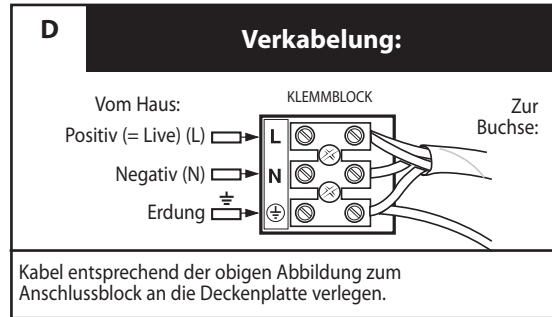 D
Verkabelung:
Vom Haus:
KLEMMBLOCK
Zur
Buchse:
Positiv (= Live) (L)
L
Negativ (N)
N
Erdung
Kabel entsprechend der obigen Abbildung zum
Anschlussblock an die Deckenplatte verlegen.